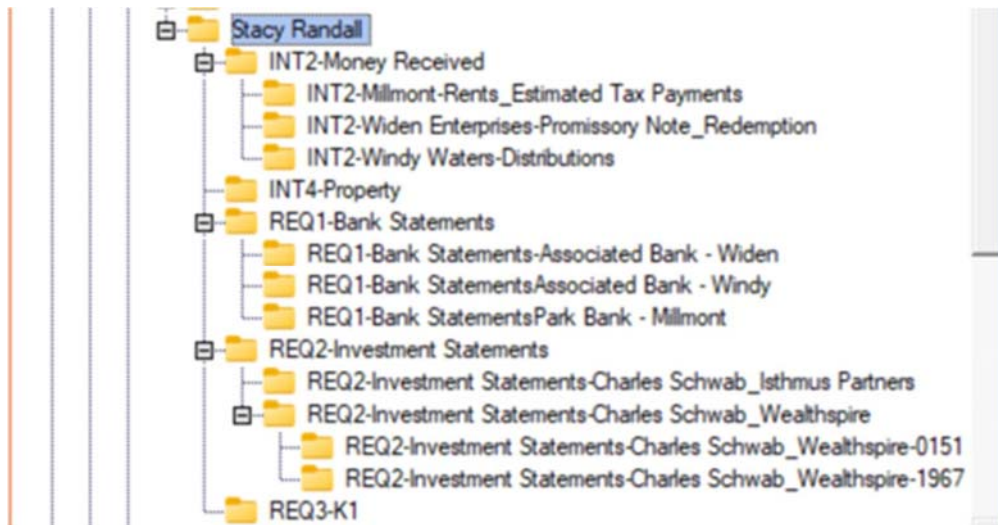 Stacy Randall
INT2-Money Received
INT2-Millmont-Rents_Estimated Tax Payments
INT2-Widen Enterprises-Promissory Note_Redemption
INT2-Windy Waters-Distributions
INT4-Property
REQ1-Bank Statements
REQ1-Bank Statements-Associated Bank - Widen
REQ1-Bank StatementsAssociated Bank - Windy
REQ1-Bank StatementsPark Bank - Millmont
REQ2-Investment Statements
REQ2-Investment Statements-Charles Schwab_Isthmus Partners
REQ2-Investment Statements-Charles Schwab_Wealthspire
REQ2-Investment Statements-Charles Schwab_Wealthspire-0151
REQ2-Investment Statements-Charles Schwab_Wealthspire-1967
REQ3-K1